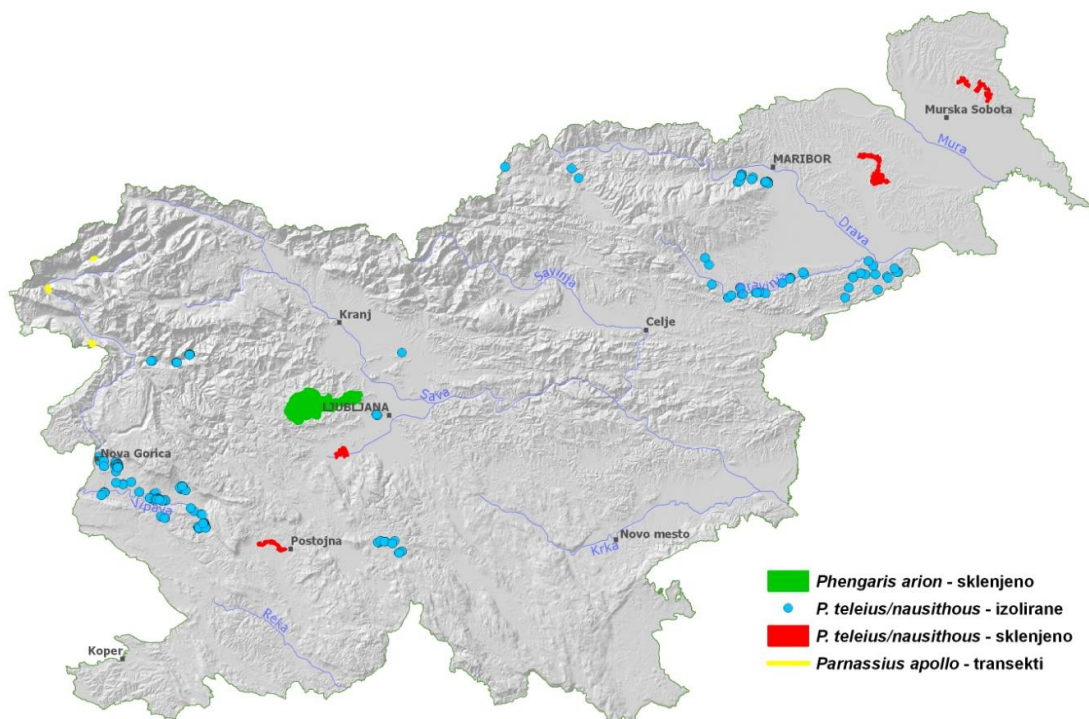 Murska Sobota
Mura
MARIBOR
Drava
Dravinja
Savinja
Kranj
Celje
Sava
LJUBLJANA
Nova Gorica
Vipava
Postojna
Novo mesto
Krka
Reka
Koper
Phengaris arion - sklenjeno
P. teleius/nausithous - izolirane
P. teleius/nausithous - sklenjeno
Parnassius apollo - transekti